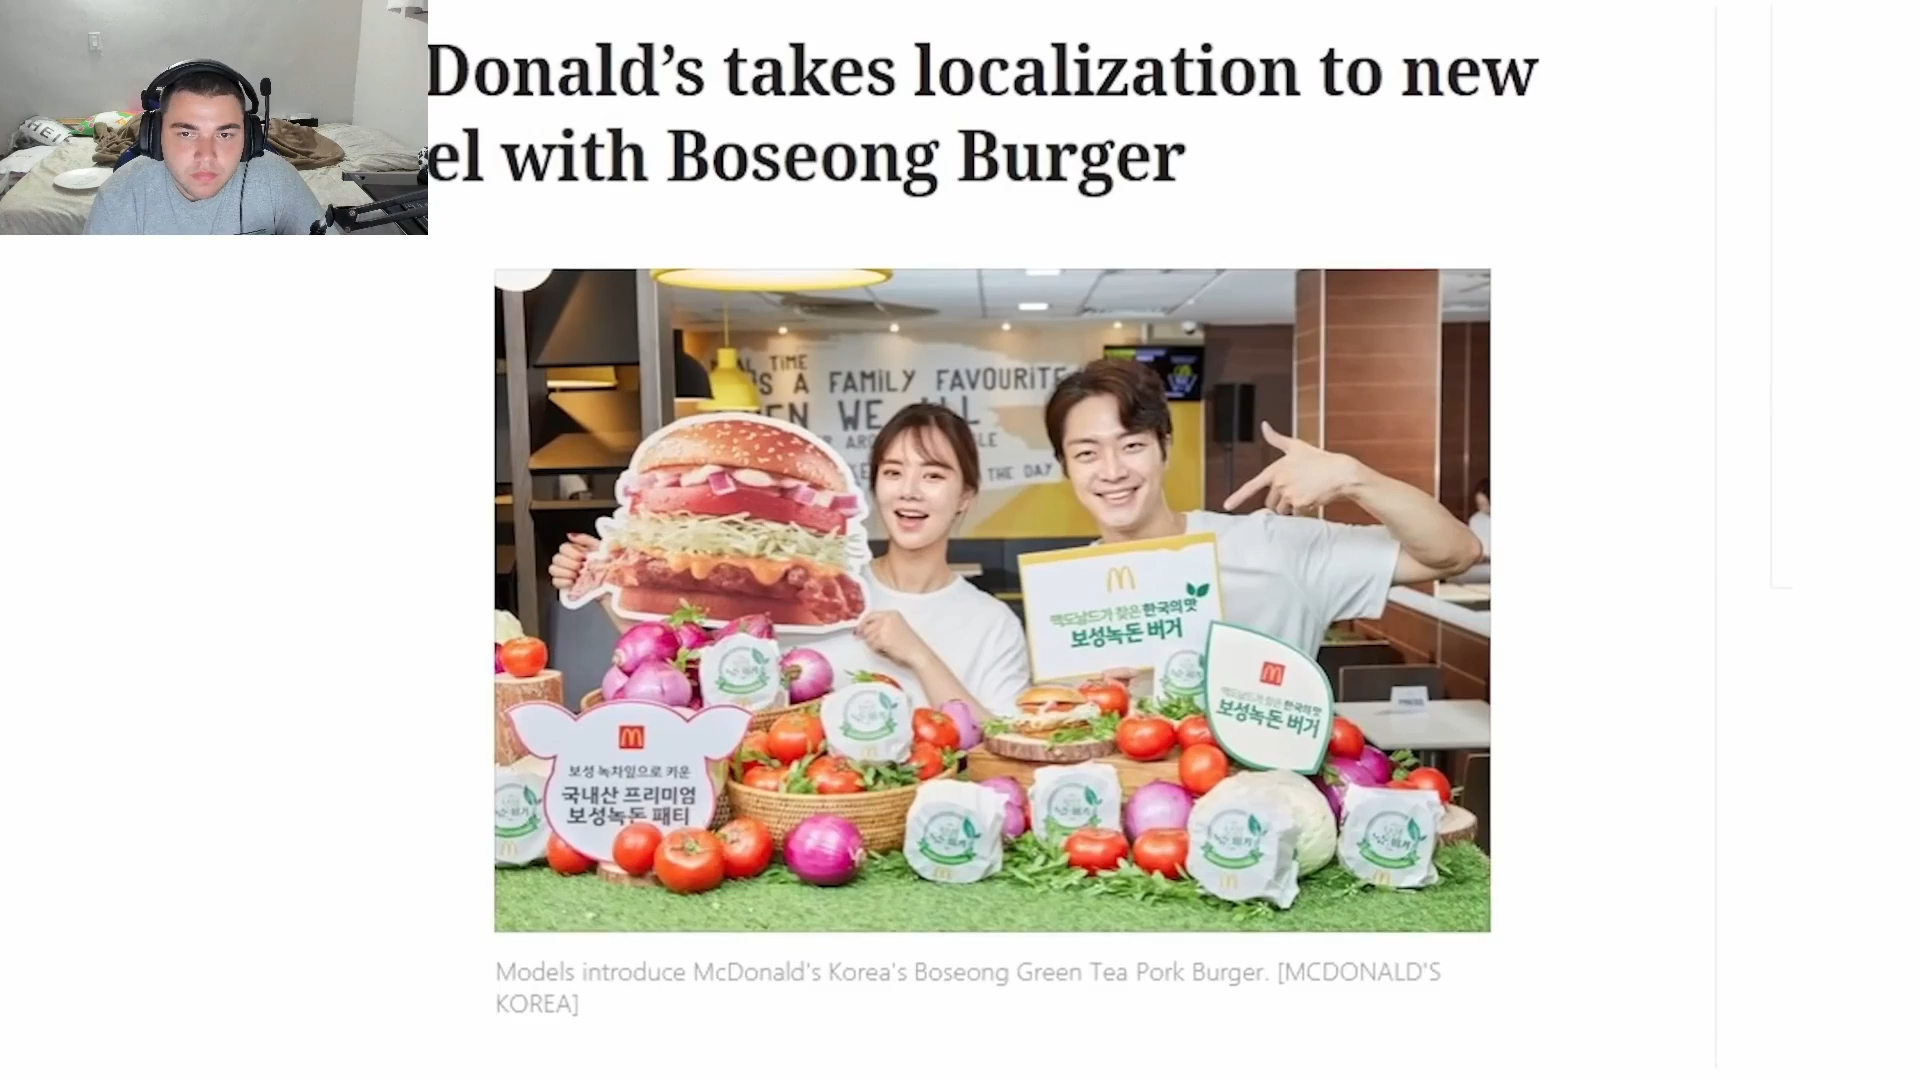 Donald’s takes localization to new
el with Boseong Burger
TiME
S A FAMiLY FAVOURiTE
WE
THE DAY
맥도날드가 찾은 한국의 맛
보성녹돈 버거
맥도날드가 찾은 한국의 맛
보성녹돈 버거
보성 녹차잎으로 키운
국내산 프리미엄
보성녹돈 패티
Models introduce McDonald's Korea's Boseong Green Tea Pork Burger. [MCDONALD'S
KOREA]